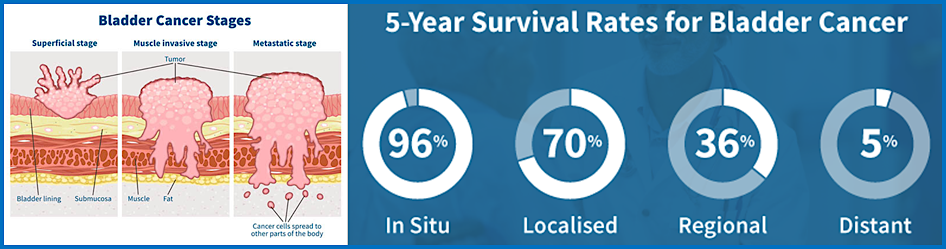 Bladder Cancer Stages
Superficial stage
Muscle invasive stage
Metastatic stage
Tumor
Bladder lining
Submucosa
Muscle
Fat
Cancer cells spread to
other parts of the body
5-Year Survival Rates for Bladder Cancer
96%
70%
36%
5%
In Situ
Localised
Regional
Distant